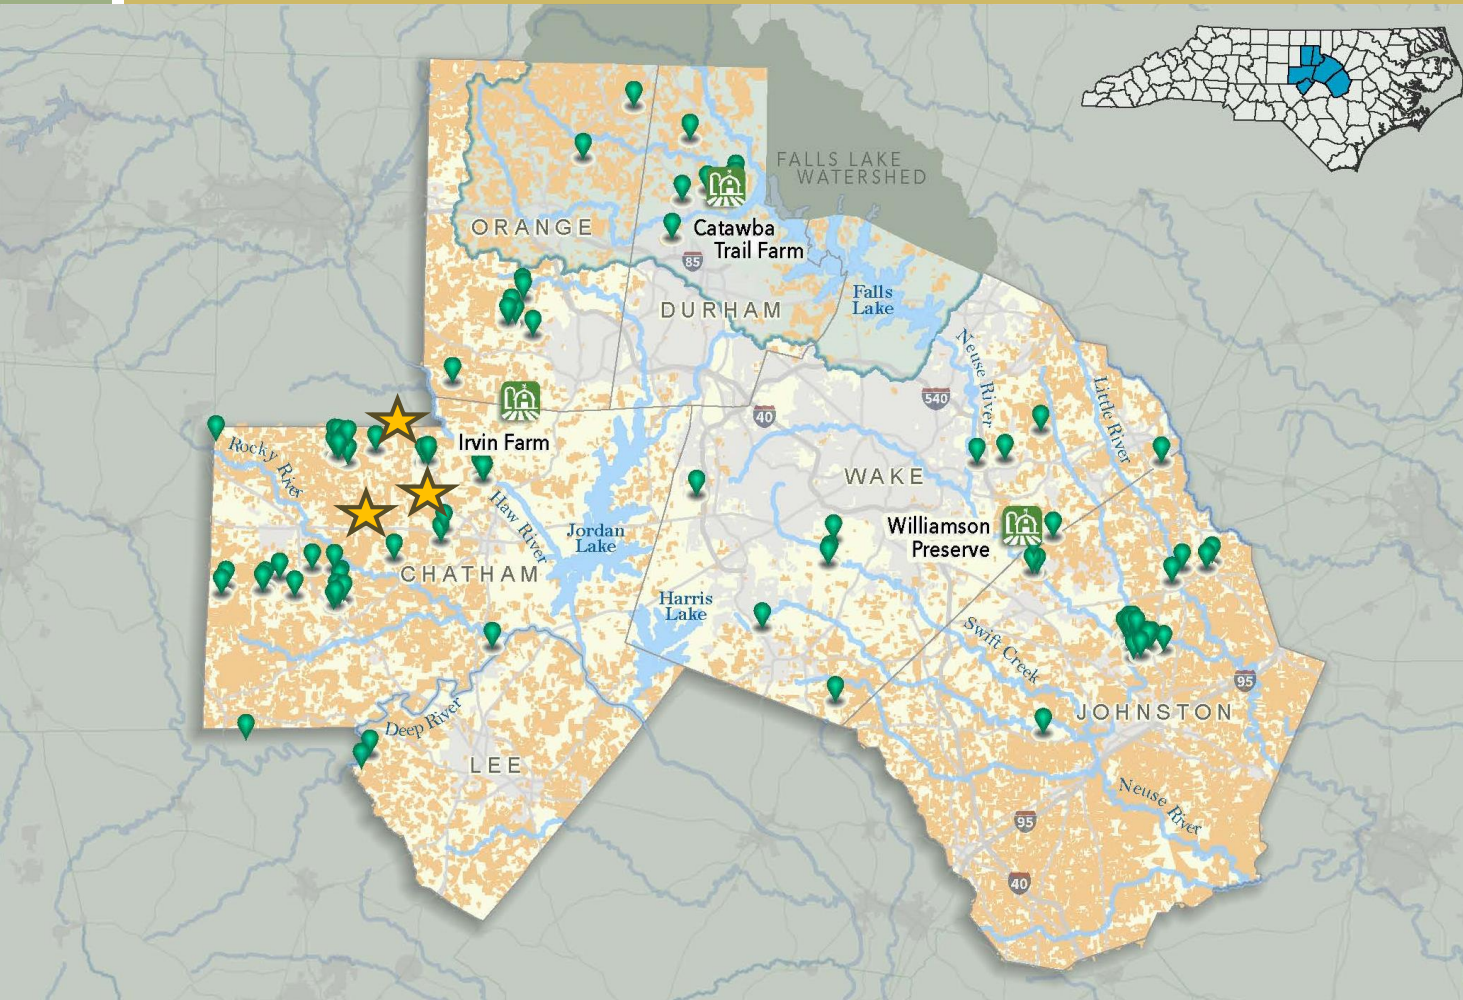 FALLS LAKE
WATERSHED
ORANGE
Catawba
Trail Farm
85
DURHAM
Falls
Lake
Neuse River
Little River
540
40
Irvin Farm
Rocky River
WAKE
Haw River
Jordan
Lake
Williamson
Preserve
CHATHAM
Harris
Lake
Swift Creek
95
Deep River
JOHNSTON
LEE
Neuse River
95
40